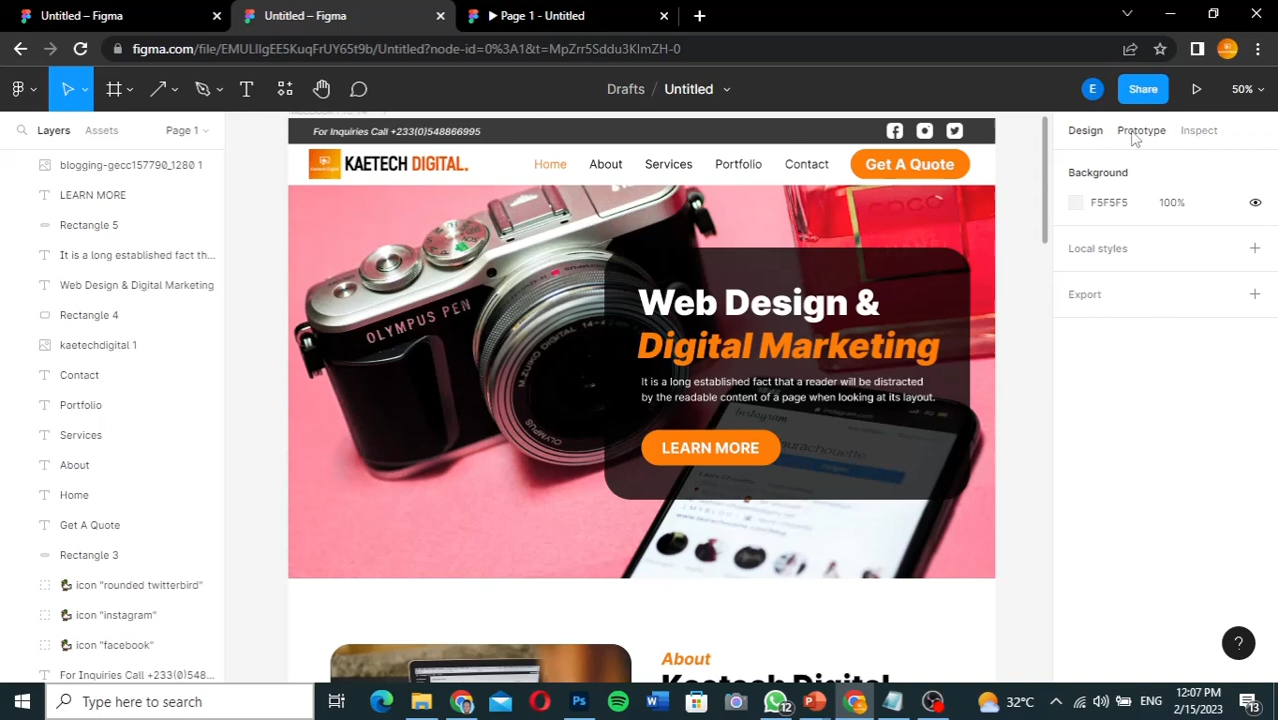 Untitled – Figma
Untitled – Figma
Page 1 - Untitled
figma.com/file/EMULIlgEE5KuqFrUY65t9b/Untitled?node-id=0%3A1&t=MpZrr5Sddu3KlmZH-0
Drafts / Untitled
E
Share
50%
Layers
Assets
Page 1
Design
Prototype
Inspect
blogging-gecc157790_1280 1
LEARN MORE
Rectangle 5
It is a long established fact th...
Web Design & Digital Marketing
Rectangle 4
kaetechdigital 1
Contact
Portfolio
Services
About
Home
Get A Quote
Rectangle 3
icon "rounded twitterbird"
icon "instagram"
icon "facebook"
For Inquiries Call +233(0)548...
For Inquiries Call +233(0)548866995
KAETECH DIGITAL.
Home
About
Services
Portfolio
Contact
Get A Quote
OLYMPUS PEN
COCO
Web Design &
Digital Marketing
It is a long established fact that a reader will be distracted
by the readable content of a page when looking at its layout.
LEARN MORE
About
Kaetech Digital
Background
F5F5F5
100%
Local styles
Export
?
Type here to search
12
32°C
ENG
12:07 PM
2/15/2023
13